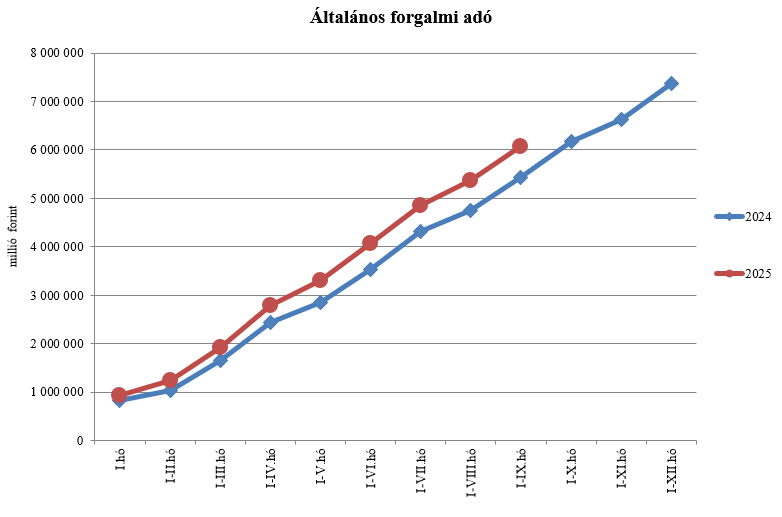 Általános forgalmi adó
8 000 000
7 000 000
6 000 000
5 000 000
4 000 000
3 000 000
2 000 000
1 000 000
0
millió forint
I.hó
I-II.hó
I-III.hó
I-IV.hó
I-V.hó
I-VI.hó
I-VII.hó
I-VIII.hó
I-IX.hó
I-X.hó
I-XI.hó
I-XII.hó
2024
2025